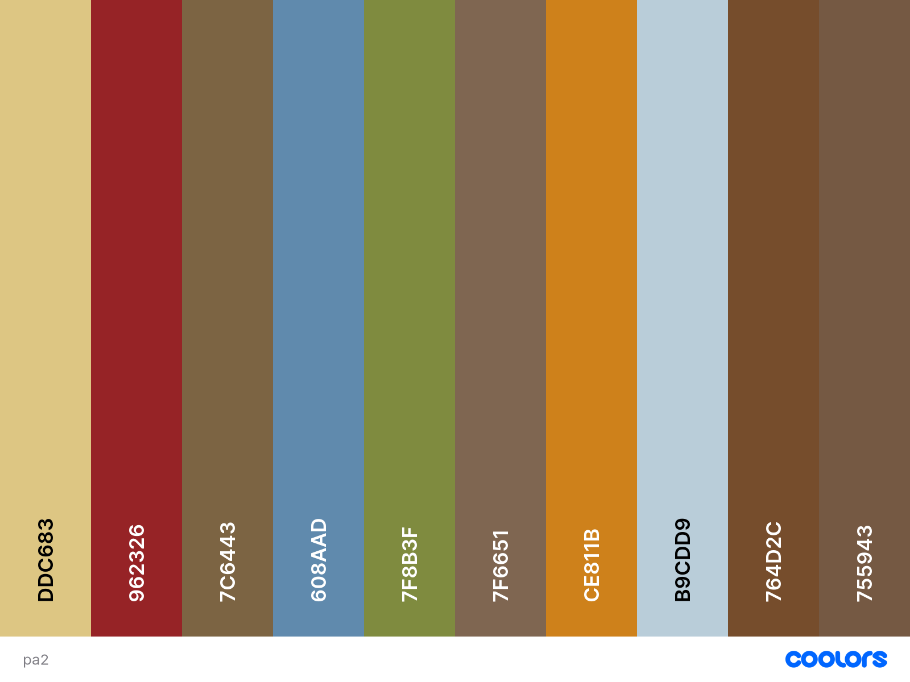 DDC683
962326
7C6443
608AAD
7F8B3F
7F6651
CE811B
B9CDD9
764D2C
755943
pa2
coolors